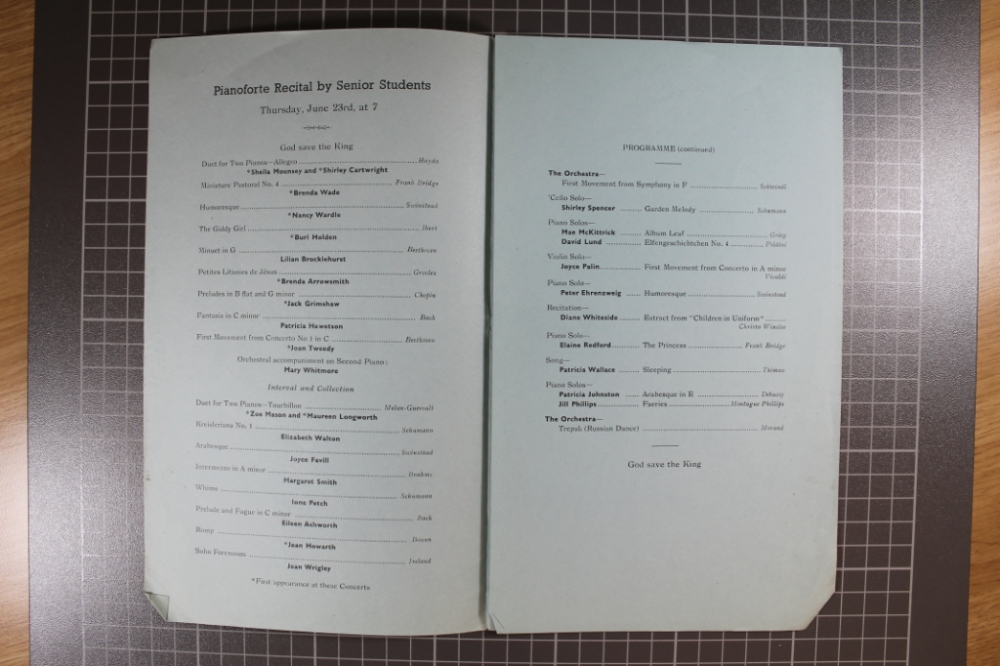 Pianoforte Recital by Senior Students
Thursday, June 23rd, at 7
God save the King
Duet for Two Pianos—Allegro ... Haydn
*Sheila Mounsey and *Shirley Cartwright
Miniature Pastoral No. 4 ... Frank Bridge
*Brenda Wade
Humoresque ... Swinstead
*Nancy Wardle
The Giddy Girl ... Ibert
*Buri Holden
Minuet in G ... Beethoven
Lilian Brocklehurst
Petites Litanies de Jésus ... Grovlez
*Brenda Arrowsmith
Preludes in B flat and G minor ... Chopin
*Jack Grimshaw
Fantasia in C minor ... Bach
Patricia Hewetson
First Movement from Concerto No 1 in C ... Beethoven
*Joan Tweedy
Orchestral accompaniment on Second Piano:
Mary Whitmore
Interval and Collection
Duet for Two Pianos—Tourbillon ... Melan-Gueroult
*Zoe Mason and *Maureen Longworth
Kreisleriana No. 1 ... Schumann
Elizabeth Walton
Arabesque ... Swinstead
Joyce Favill
Intermezzo in A minor ... Brahms
Margaret Smith
Whims ... Schumann
Ione Petch
Prelude and Fugue in C minor ... Bach
Eileen Ashworth
Romp ... Bowen
*Jean Howarth
Soho Forenoons ... Ireland
Joan Wrigley
*First appearance at these Concerts
PROGRAMME (continued)
The Orchestra—
First Movement from Symphony in F ...
'Cello Solo—
Shirley Spencer ... Garden Melody ... Schumann
Piano Solos—
Mae McKittrick ... Album Leaf ... Grieg
David Lund ... Elfengeschichtchen No. 4 ...
Violin Solo—
Joyce Palin ... First Movement from Concerto in A minor
Vivaldi
Piano Solo—
Peter Ehrenzweig ... Humoresque ... Swinstead
Recitation—
Diane Whiteside ... Extract from "Children in Uniform" ...
Christa Winsloe
Piano Solo—
Elaine Redford ... The Princess ... Frank Bridge
Song—
Patricia Wallace ... Sleeping ... Thiman
Piano Solos—
Patricia Johnston ... Arabesque in E ... Debussy
Jill Phillips ... Faeries ... Montague Phillips
The Orchestra—
Trepak (Russian Dance) ...
God save the King